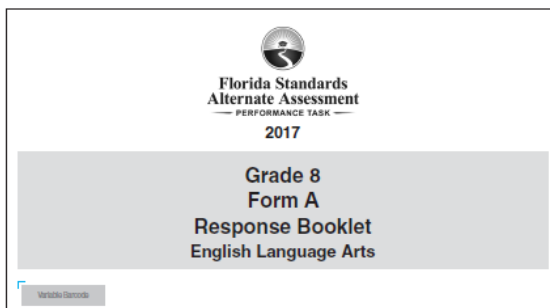 Florida Standards
Alternate Assessment
PERFORMANCE TASK
2017
Grade 8
Form A
Response Booklet
English Language Arts
Variable Barcode